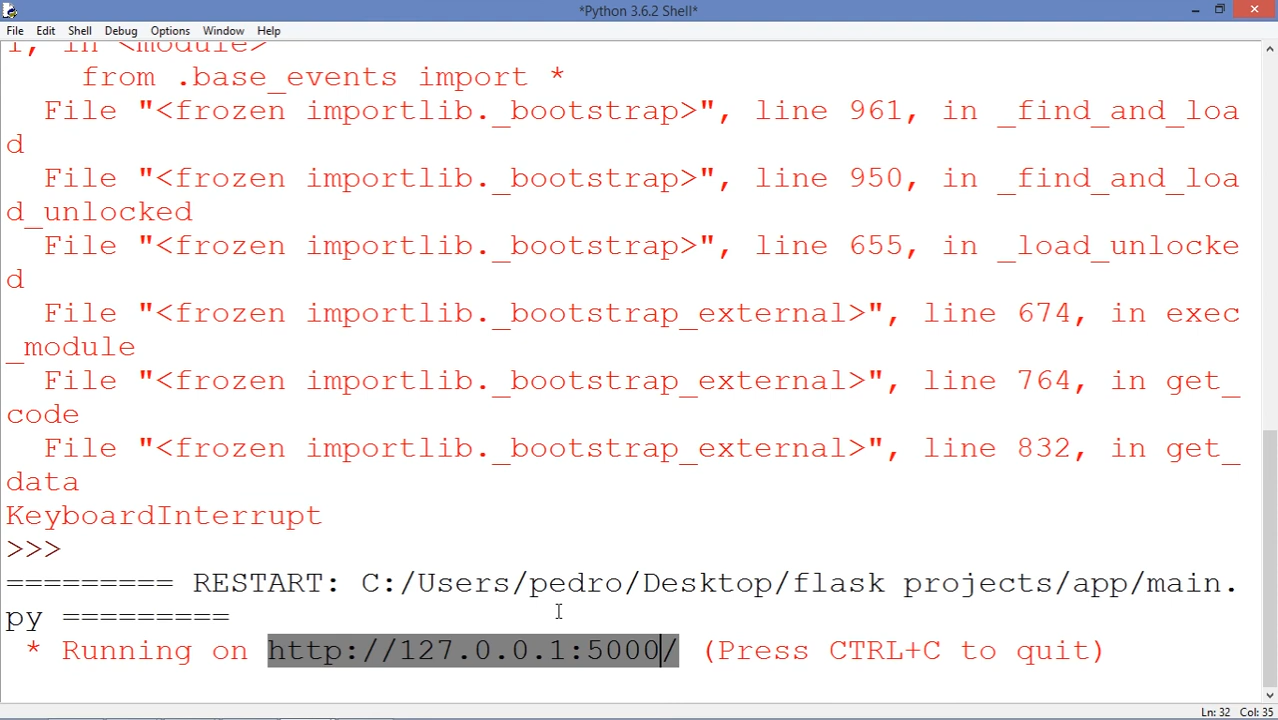 *Python 3.6.2 Shell*
File Edit Shell Debug Options Window Help
1, in <module>
from .base_events import *
File "<frozen importlib._bootstrap>", line 961, in _find_and_loa
d
File "<frozen importlib._bootstrap>", line 950, in _find_and_loa
d_unlocked
File "<frozen importlib._bootstrap>", line 655, in _load_unlocke
d
File "<frozen importlib._bootstrap_external>", line 674, in exec
_module
File "<frozen importlib._bootstrap_external>", line 764, in get_
code
File "<frozen importlib._bootstrap_external>", line 832, in get_
data
KeyboardInterrupt
>>>
========= RESTART: C:/Users/pedro/Desktop/flask projects/app/main.
py =========
* Running on http://127.0.0.1:5000/ (Press CTRL+C to quit)
Ln: 32 Col: 35